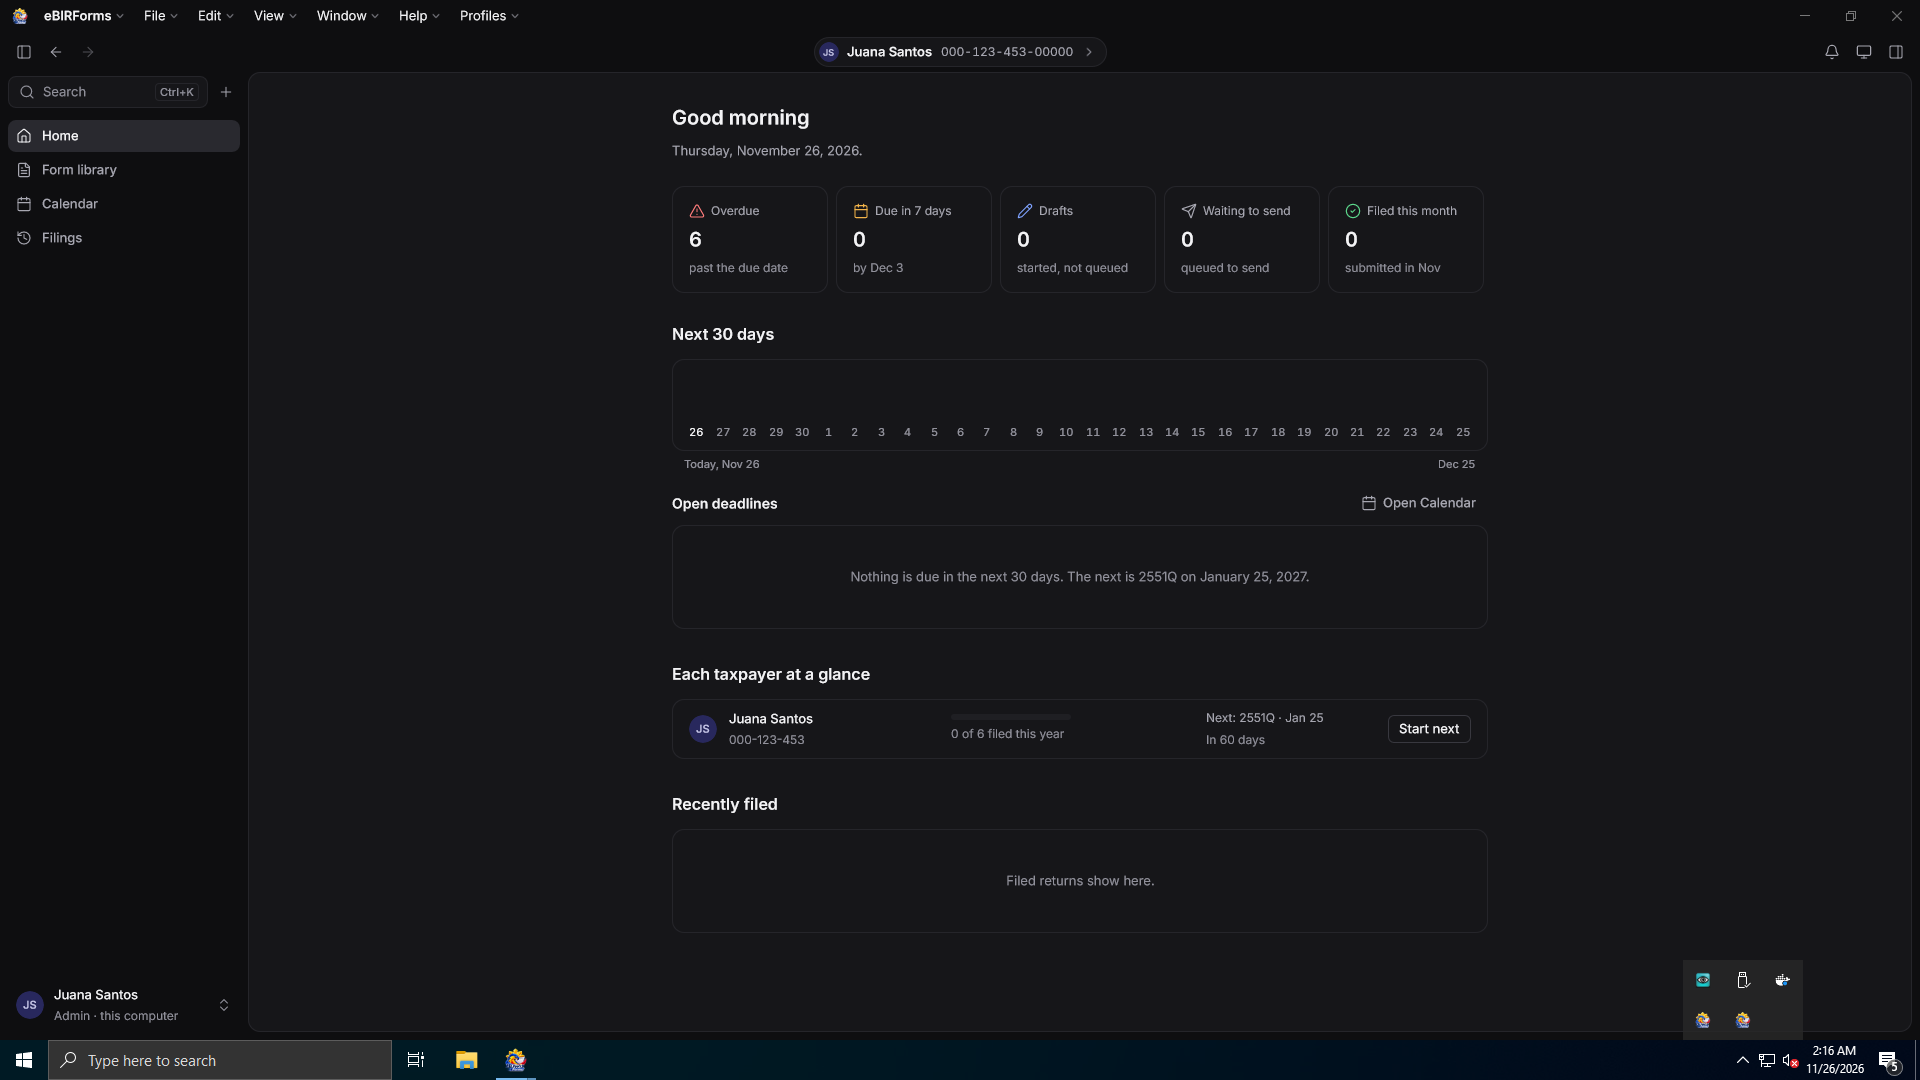 eBIRForms File Edit View Window Help Profiles
JS Juana Santos 000-123-453-00000
Search Ctrl+K
Home
Form library
Calendar
Filings
Good morning
Thursday, November 26, 2026.
Overdue
6
past the due date
Due in 7 days
0
by Dec 3
Drafts
0
started, not queued
Waiting to send
0
queued to send
Filed this month
0
submitted in Nov
Next 30 days
26 27 28 29 30 1 2 3 4 5 6 7 8 9 10 11 12 13 14 15 16 17 18 19 20 21 22 23 24 25
Today, Nov 26 Dec 25
Open deadlines Open Calendar
Nothing is due in the next 30 days. The next is 2551Q on January 25, 2027.
Each taxpayer at a glance
JS
Juana Santos
000-123-453
0 of 6 filed this year
Next: 2551Q · Jan 25
In 60 days
Start next
Recently filed
Filed returns show here.
JS
Juana Santos
Admin · this computer
Type here to search
2:16 AM
11/26/2026
5